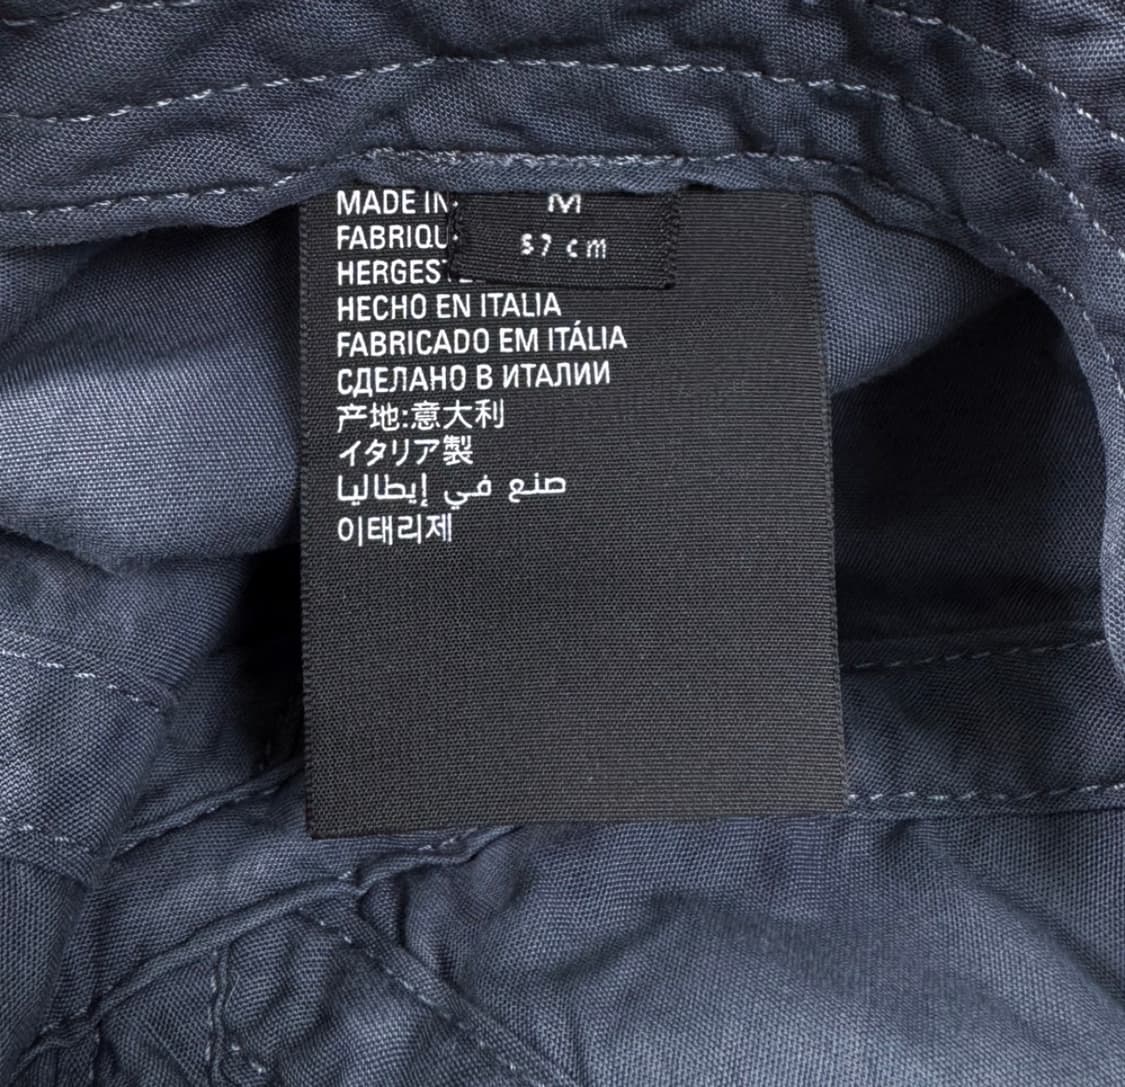 MADE IN
M
57 cm
FABRIQU
HERGEST
HECHO EN ITALIA
FABRICADO EM ITÁLIA
СДЕЛАНО В ИТАЛИИ
产地:意大利
イタリア製
صنع في إيطاليا
이태리제